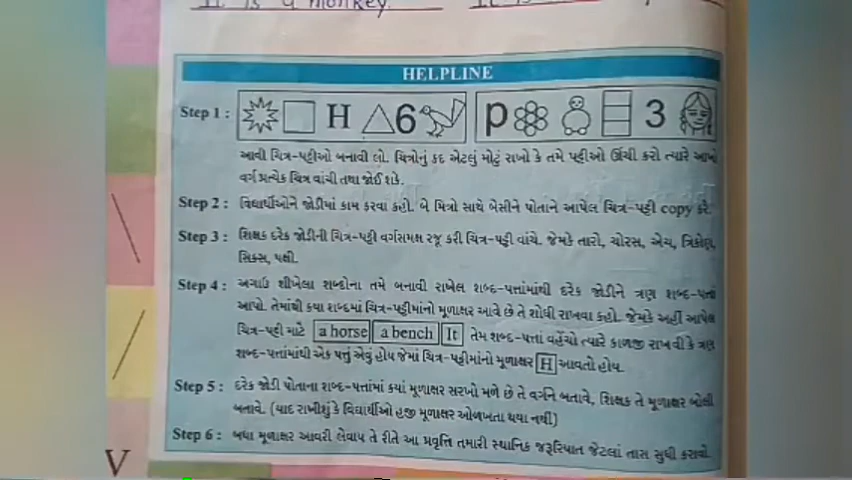 It is a monkey.
HELPLINE
Step 1 : H 6 p 3
આવી ચિત્ર-પટ્ટીઓ બનાવી લો. ચિત્રોનું કદ એટલું મોટું રાખો કે તમે પટ્ટીઓ ઊંચી કરો ત્યારે આખો
વર્ગ પ્રત્યેક ચિત્ર વાંચી તથા જોઈ શકે.
Step 2 : વિદ્યાર્થીઓને જોડીમાં કામ કરવા કહો. બે મિત્રો સાથે બેસીને પોતાને આપેલ ચિત્ર-પટ્ટી copy કરે.
Step 3 : શિક્ષક દરેક જોડીની ચિત્ર-પટ્ટી વર્ગસમક્ષ રજૂ કરી ચિત્ર-પટ્ટી વાંચે. જેમકે તારો, ચોરસ, એચ, ત્રિકોણ,
સિક્સ, પક્ષી.
Step 4 : અગાઉ શીખેલા શબ્દોના તમે બનાવી રાખેલ શબ્દ-પત્તાંમાંથી દરેક જોડીને ત્રણ શબ્દ-પત્તાં
આપો. તેમાંથી કયા શબ્દમાં ચિત્ર-પટ્ટીમાંનો મૂળાક્ષર આવે છે તે શોધી રાખવા કહો. જેમકે અહીં આપેલ
ચિત્ર-પટ્ટી માટે a horse a bench It તેમ શબ્દ-પત્તાં વહેંચો ત્યારે કાળજી રાખવી કે ત્રણ
શબ્દ-પત્તાંમાંથી એક પત્તું એવું હોય જેમાં ચિત્ર-પટ્ટીમાંનો મૂળાક્ષર H આવતો હોય.
Step 5 : દરેક જોડી પોતાના શબ્દ-પત્તાંમાં કયાં મૂળાક્ષર સરખો મળે છે તે વર્ગને બતાવે, શિક્ષક તે મૂળાક્ષર બોલી
બતાવે. (યાદ રાખીશું કે વિદ્યાર્થીઓ હજી મૂળાક્ષર ઓળખતા થયા નથી)
Step 6 : બધા મૂળાક્ષર આવરી લેવાય તે રીતે આ પ્રવૃત્તિ તમારી સ્થાનિક જરૂરિયાત જેટલાં તાસ સુધી કરાવો.
V